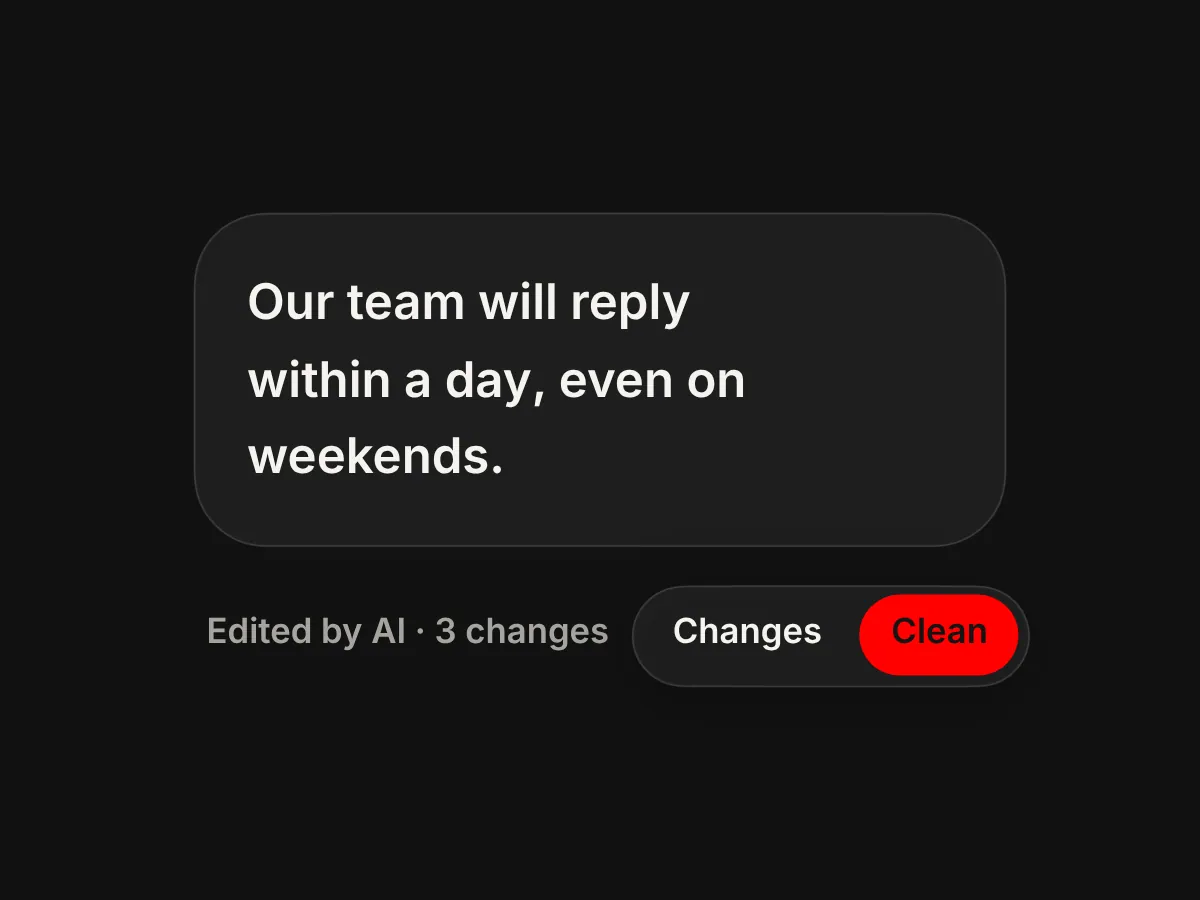 Our team will reply
within a day, even on
weekends.
Edited by AI · 3 changes
Changes
Clean